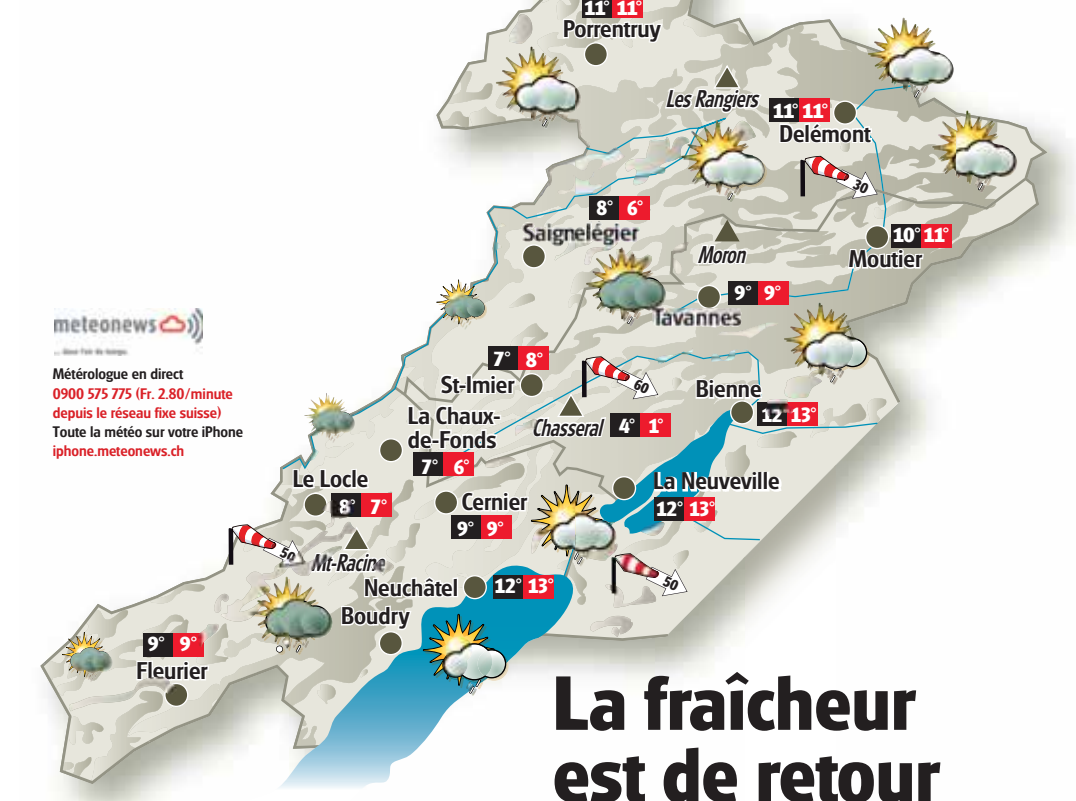 11° 11°
Porrentruy
Les Rangiers
11° 11°
Delémont
30
8° 6°
Saignelégier
Moron
10° 11°
Moutier
9° 9°
Tavannes
meteonews
Météorologue en direct
0900 575 775 (Fr. 2.80/minute
depuis le réseau fixe suisse)
Toute la météo sur votre iPhone
iphone.meteonews.ch
7° 8°
St-Imier
60
Bienne
12° 13°
Chasseral 4° 1°
La Chaux-
de-Fonds
7° 6°
Le Locle
8° 7°
Cernier
9° 9°
La Neuveville
12° 13°
50
Mt-Racine
50
Neuchâtel 12° 13°
Boudry
9° 9°
Fleurier
La fraîcheur
est de retour